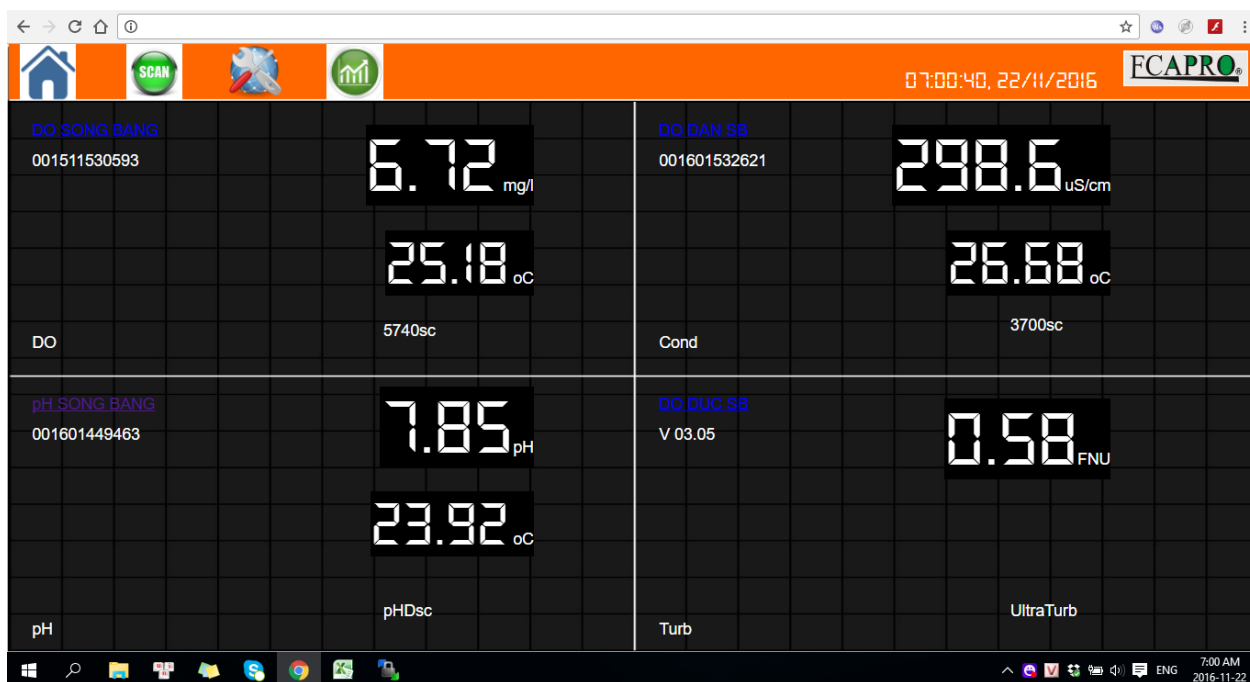 SCAN
07:00:40, 22/11/2016
FCAPRO®
DO SONG BANG
001511530593
6.72 mg/l
25.18 oC
5740sc
DO
DO DAN SB
001601532621
298.6 uS/cm
26.68 oC
3700sc
Cond
pH SONG BANG
001601449463
7.85 pH
23.92 oC
pHDsc
pH
DO DUC SB
V 03.05
0.58 FNU
UltraTurb
Turb
ENG
7:00 AM
2016-11-22